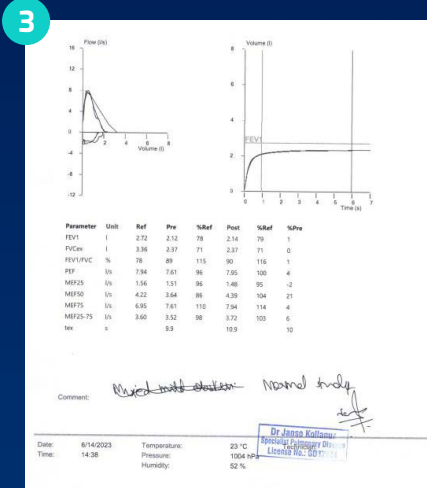 3
Flow (l/s)
16
12
8
4
0
-4
-8
-12
2 4 6 8
Volume (l)
Volume (l)
8
6
4
2
0
FEV1
0 1 2 3 4 5 6 7
Time (s)
Parameter Unit Ref Pre %Ref Post %Ref %Pre
FEV1 l 2.72 2.12 78 2.14 79 1
FVCex l 3.36 2.37 71 2.37 71 0
FEV1/FVC % 78 89 115 90 116 1
PEF l/s 7.94 7.61 96 7.95 100 4
MEF25 l/s 1.56 1.51 96 1.48 95 -2
MEF50 l/s 4.22 3.64 86 4.39 104 21
MEF75 l/s 6.95 7.61 110 7.94 114 4
MEF25-75 l/s 3.60 3.52 98 3.72 103 6
tex s 9.9 10.9 10
Comment: Normal study
Date: 6/14/2023 Temperature: 23 °C
Time: 14:38 Pressure: 1004 hPa
Humidity: 52 %
Technician:
Dr Janso
Specialist Pulmonary
License No.: